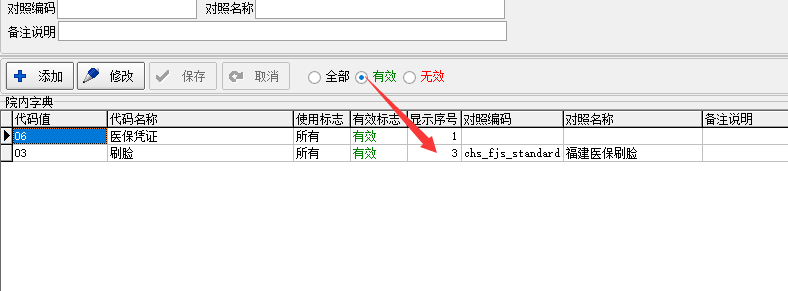 对照编码 对照名称
备注说明
添加 修改 保存 取消 全部 有效 无效
院内字典
代码值 代码名称 使用标志 有效标志 显示序号 对照编码 对照名称 备注说明
06 医保凭证 所有 有效 1
03 刷脸 所有 有效 3 chs_fjs_standard 福建医保刷脸